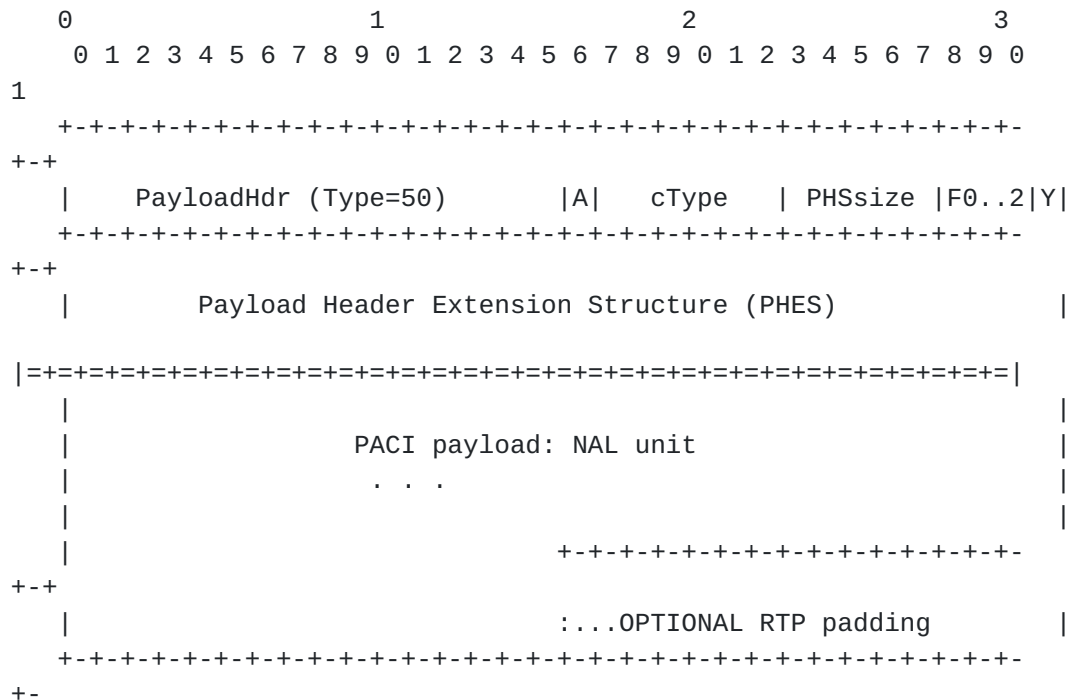 0                   1                   2                   3
0 1 2 3 4 5 6 7 8 9 0 1 2 3 4 5 6 7 8 9 0 1 2 3 4 5 6 7 8 9 0
1
+-+-+-+-+-+-+-+-+-+-+-+-+-+-+-+-+-+-+-+-+-+-+-+-+-+-+-+-+-+-+-
+-+
|    PayloadHdr (Type=50)       |A|   cType   | PHSsize |F0..2|Y|
+-+-+-+-+-+-+-+-+-+-+-+-+-+-+-+-+-+-+-+-+-+-+-+-+-+-+-+-+-+-+-
+-+
|        Payload Header Extension Structure (PHES)              |
|=+=+=+=+=+=+=+=+=+=+=+=+=+=+=+=+=+=+=+=+=+=+=+=+=+=+=+=+=+=+=+=|
|                                                               |
|                  PACI payload: NAL unit                       |
|                   . . .                                       |
|                                                               |
|                               +-+-+-+-+-+-+-+-+-+-+-+-+-+-+-
+-+
|                               :...OPTIONAL RTP padding        |
+-+-+-+-+-+-+-+-+-+-+-+-+-+-+-+-+-+-+-+-+-+-+-+-+-+-+-+-+-+-+-
+-